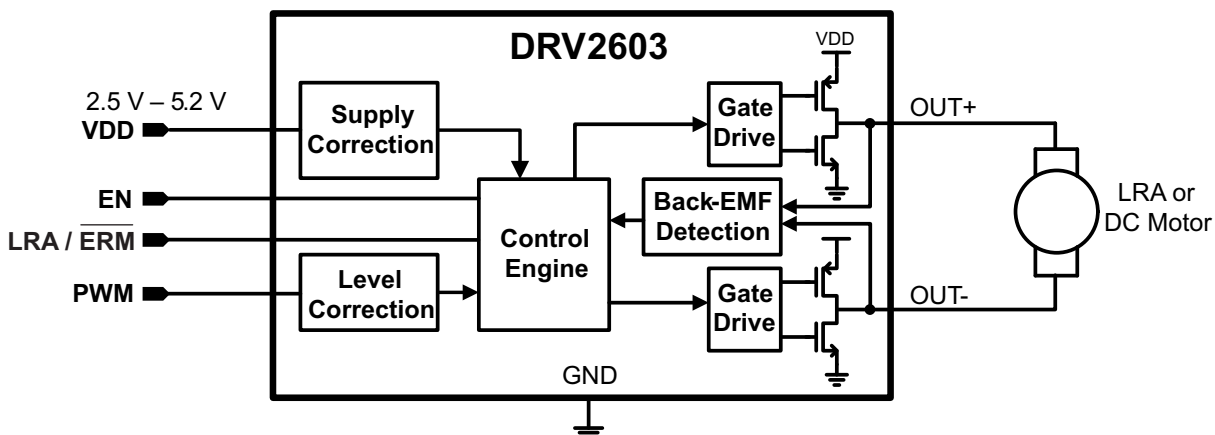 DRV2603
VDD
2.5 V – 5.2 V
VDD
Supply
Correction
Gate
Drive
OUT+
EN
LRA / ERM
Control
Engine
Back-EMF
Detection
LRA or
DC Motor
PWM
Level
Correction
Gate
Drive
OUT-
GND